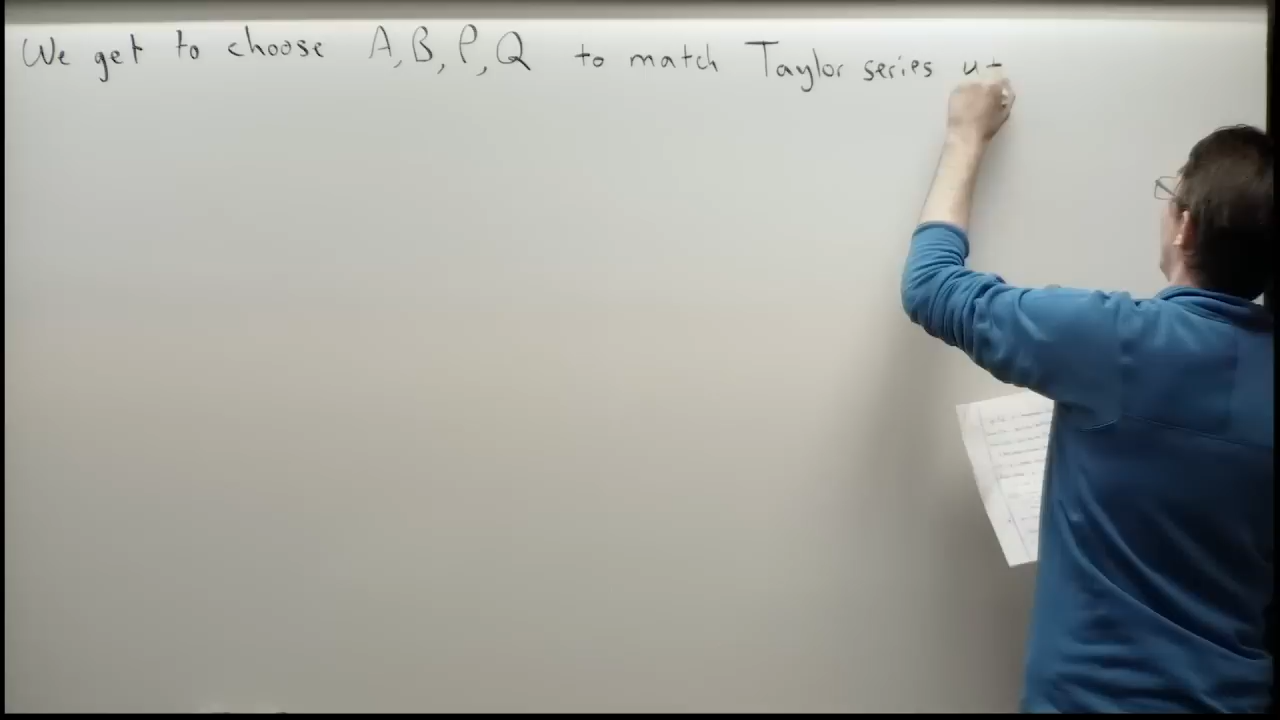 We get to choose A, B, P, Q to match Taylor series